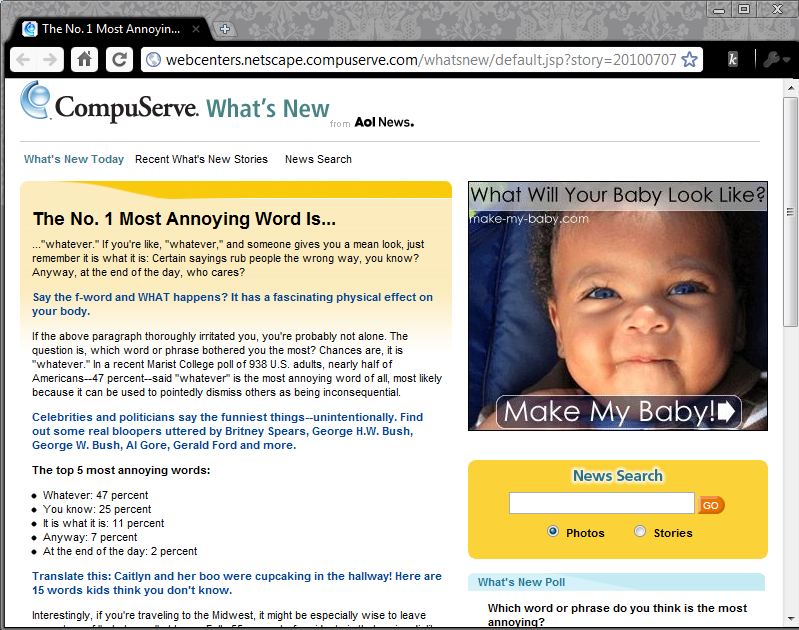 The No. 1 Most Annoyin...
webcenters.netscape.compuserve.com/whatsnew/default.jsp?story=20100707
k
CompuServe. What's New
from Aol News.
What's New Today Recent What's New Stories News Search
The No. 1 Most Annoying Word Is...
..."whatever." If you're like, "whatever," and someone gives you a mean look, just
remember it is what it is: Certain sayings rub people the wrong way, you know?
Anyway, at the end of the day, who cares?
Say the f-word and WHAT happens? It has a fascinating physical effect on
your body.
If the above paragraph thoroughly irritated you, you're probably not alone. The
question is, which word or phrase bothered you the most? Chances are, it is
"whatever." In a recent Marist College poll of 938 U.S. adults, nearly half of
Americans--47 percent--said "whatever" is the most annoying word of all, most likely
because it can be used to pointedly dismiss others as being inconsequential.
Celebrities and politicians say the funniest things--unintentionally. Find
out some real bloopers uttered by Britney Spears, George H.W. Bush,
George W. Bush, Al Gore, Gerald Ford and more.
The top 5 most annoying words:
Whatever: 47 percent
You know: 25 percent
It is what it is: 11 percent
Anyway: 7 percent
At the end of the day: 2 percent
Translate this: Caitlyn and her boo were cupcaking in the hallway! Here are
15 words kids think you don't know.
Interestingly, if you're traveling to the Midwest, it might be especially wise to leave
What Will Your Baby Look Like?
make-my-baby.com
Make My Baby!
News Search
GO
Photos Stories
What's New Poll
Which word or phrase do you think is the most
annoying?